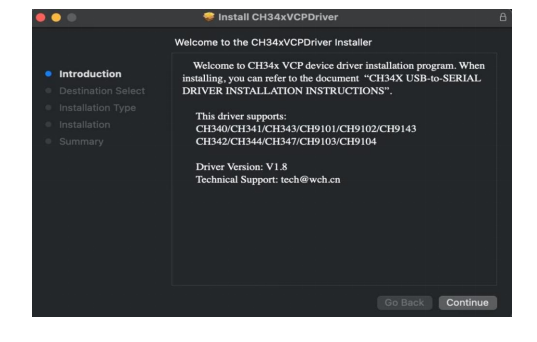 Install CH34xVCPDriver
Welcome to the CH34xVCPDriver Installer
Introduction
Destination Select
Installation Type
Installation
Summary
Welcome to CH34x VCP device driver installation program. When
installing, you can refer to the document “CH34X USB-to-SERIAL
DRIVER INSTALLATION INSTRUCTIONS”.
This driver supports:
CH340/CH341/CH343/CH9101/CH9102/CH9143
CH342/CH344/CH347/CH9103/CH9104
Driver Version: V1.8
Technical Support: tech@wch.cn
Go Back
Continue